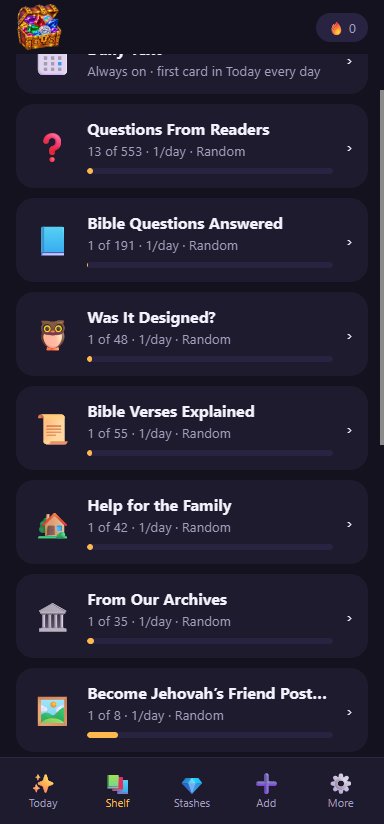 0
Daily Text
Always on · first card in Today every day
Questions From Readers
13 of 553 · 1/day · Random
Bible Questions Answered
1 of 191 · 1/day · Random
Was It Designed?
1 of 48 · 1/day · Random
Bible Verses Explained
1 of 55 · 1/day · Random
Help for the Family
1 of 42 · 1/day · Random
From Our Archives
1 of 35 · 1/day · Random
Become Jehovah’s Friend Post…
1 of 8 · 1/day · Random
Today
Shelf
Stashes
Add
More